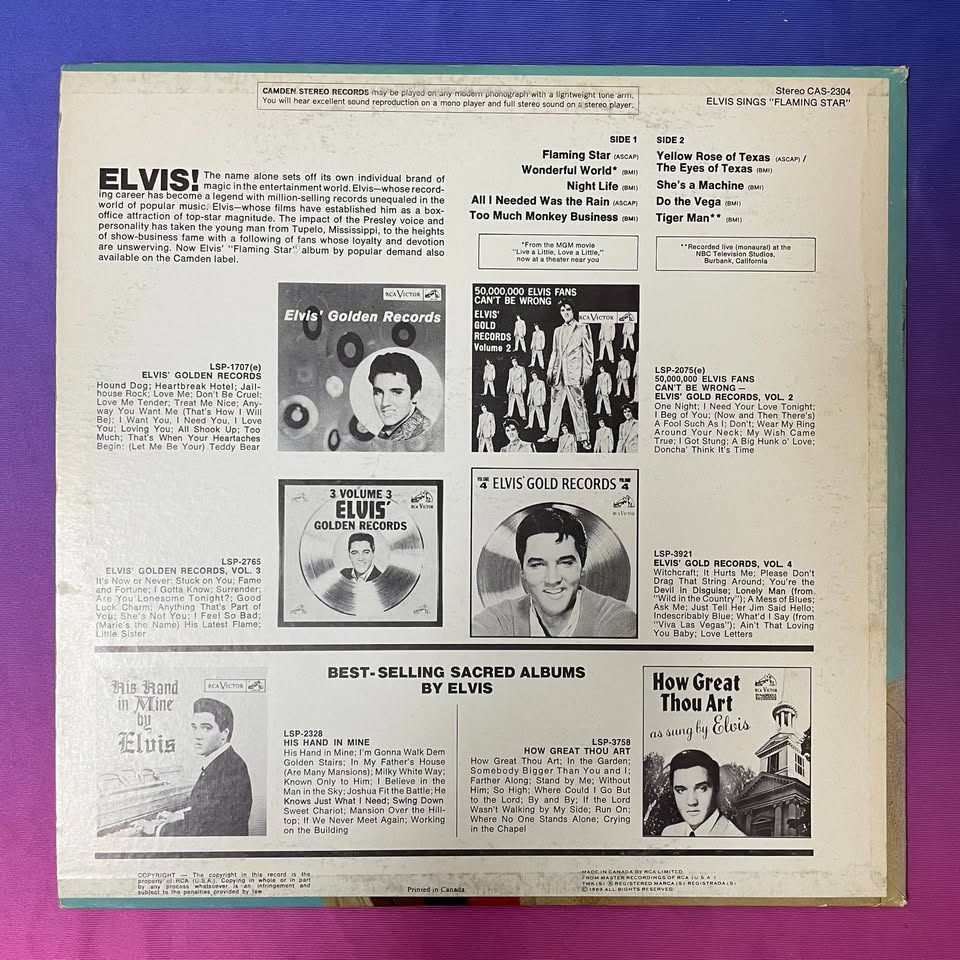 CAMDEN STEREO RECORDS may be played on any modern phonograph with a lightweight tone arm.
You will hear excellent sound reproduction on a mono player and full stereo sound on a stereo player.
Stereo CAS-2304
ELVIS SINGS "FLAMING STAR"
SIDE 1
Flaming Star (ASCAP)
Wonderful World* (BMI)
Night Life (BMI)
All I Needed Was the Rain (ASCAP)
Too Much Monkey Business (BMI)
*From the MGM movie
"Live a Little, Love a Little,"
now at a theater near you
SIDE 2
Yellow Rose of Texas (ASCAP) /
The Eyes of Texas (BMI)
She's a Machine (BMI)
Do the Vega (BMI)
Tiger Man** (BMI)
**Recorded live (monaural) at the
NBC Television Studios,
Burbank, California
ELVIS! The name alone sets off its own individual brand of
magic in the entertainment world. Elvis—whose record-
ing career has become a legend with million-selling records unequaled in the
world of popular music. Elvis—whose films have established him as a box-
office attraction of top-star magnitude. The impact of the Presley voice and
personality has taken the young man from Tupelo, Mississippi, to the heights
of show-business fame with a following of fans whose loyalty and devotion
are unswerving. Now Elvis' "Flaming Star" album by popular demand also
available on the Camden label.
RCA VICTOR
Elvis' Golden Records
50,000,000 ELVIS FANS
CAN'T BE WRONG
ELVIS'
GOLD
RECORDS
Volume 2
RCA VICTOR
LSP-1707(e)
ELVIS' GOLDEN RECORDS
Hound Dog; Heartbreak Hotel; Jail-
house Rock; Love Me; Don't Be Cruel;
Love Me Tender; Treat Me Nice; Any-
way You Want Me (That's How I Will
Be); I Want You, I Need You, I Love
You; Loving You; All Shook Up; Too
Much; That's When Your Heartaches
Begin; (Let Me Be Your) Teddy Bear
LSP-2075(e)
50,000,000 ELVIS FANS
CAN'T BE WRONG—
ELVIS' GOLD RECORDS, VOL. 2
One Night; I Need Your Love Tonight;
I Beg of You; (Now and Then There's)
A Fool Such As I; Don't; Wear My Ring
Around Your Neck; My Wish Came
True; I Got Stung; A Big Hunk o' Love;
Doncha' Think It's Time
3 VOLUME 3
ELVIS'
GOLDEN RECORDS
RCA VICTOR
VOLUME 4
ELVIS' GOLD RECORDS
VOLUME 4
RCA VICTOR
LSP-2765
ELVIS' GOLDEN RECORDS, VOL. 3
It's Now or Never; Stuck on You; Fame
and Fortune; I Gotta Know; Surrender;
Are You Lonesome Tonight?; Good
Luck Charm; Anything That's Part of
You; She's Not You; I Feel So Bad;
(Marie's the Name) His Latest Flame;
Little Sister
LSP-3921
ELVIS' GOLD RECORDS, VOL. 4
Witchcraft; It Hurts Me; Please Don't
Drag That String Around; You're the
Devil In Disguise; Lonely Man (from
"Wild in the Country"); A Mess of Blues;
Ask Me; Just Tell Her Jim Said Hello;
Indescribably Blue; What'd I Say (from
"Viva Las Vegas"); Ain't That Loving
You Baby; Love Letters
BEST-SELLING SACRED ALBUMS
BY ELVIS
His Hand
in Mine
by
Elvis
RCA VICTOR
LSP-2328
HIS HAND IN MINE
His Hand in Mine; I'm Gonna Walk Dem
Golden Stairs; In My Father's House
(Are Many Mansions); Milky White Way;
Known Only to Him; I Believe in the
Man in the Sky; Joshua Fit the Battle; He
Knows Just What I Need; Swing Down
Sweet Chariot; Mansion Over the Hill-
top; If We Never Meet Again; Working
on the Building
LSP-3758
HOW GREAT THOU ART
How Great Thou Art; In the Garden;
Somebody Bigger Than You and I;
Farther Along; Stand by Me; Without
Him; So High; Where Could I Go But
to the Lord; By and By; If the Lord
Wasn't Walking by My Side; Run On;
Where No One Stands Alone; Crying
in the Chapel
How Great
Thou Art
as sung by Elvis
RCA VICTOR
COPYRIGHT — The copyright in this record is the
property of RCA (U.S.A.). Copying in whole or in part
by any process whatsoever is an infringement and
subject to the penalties provided by law
Printed in Canada
MADE IN CANADA BY RCA LIMITED
FROM MASTER RECORDINGS OF RCA (U.S.A.)
TMK(S) ® REGISTERED MARCA(S) REGISTRADA(S)
© 1969 ALL RIGHTS RESERVED